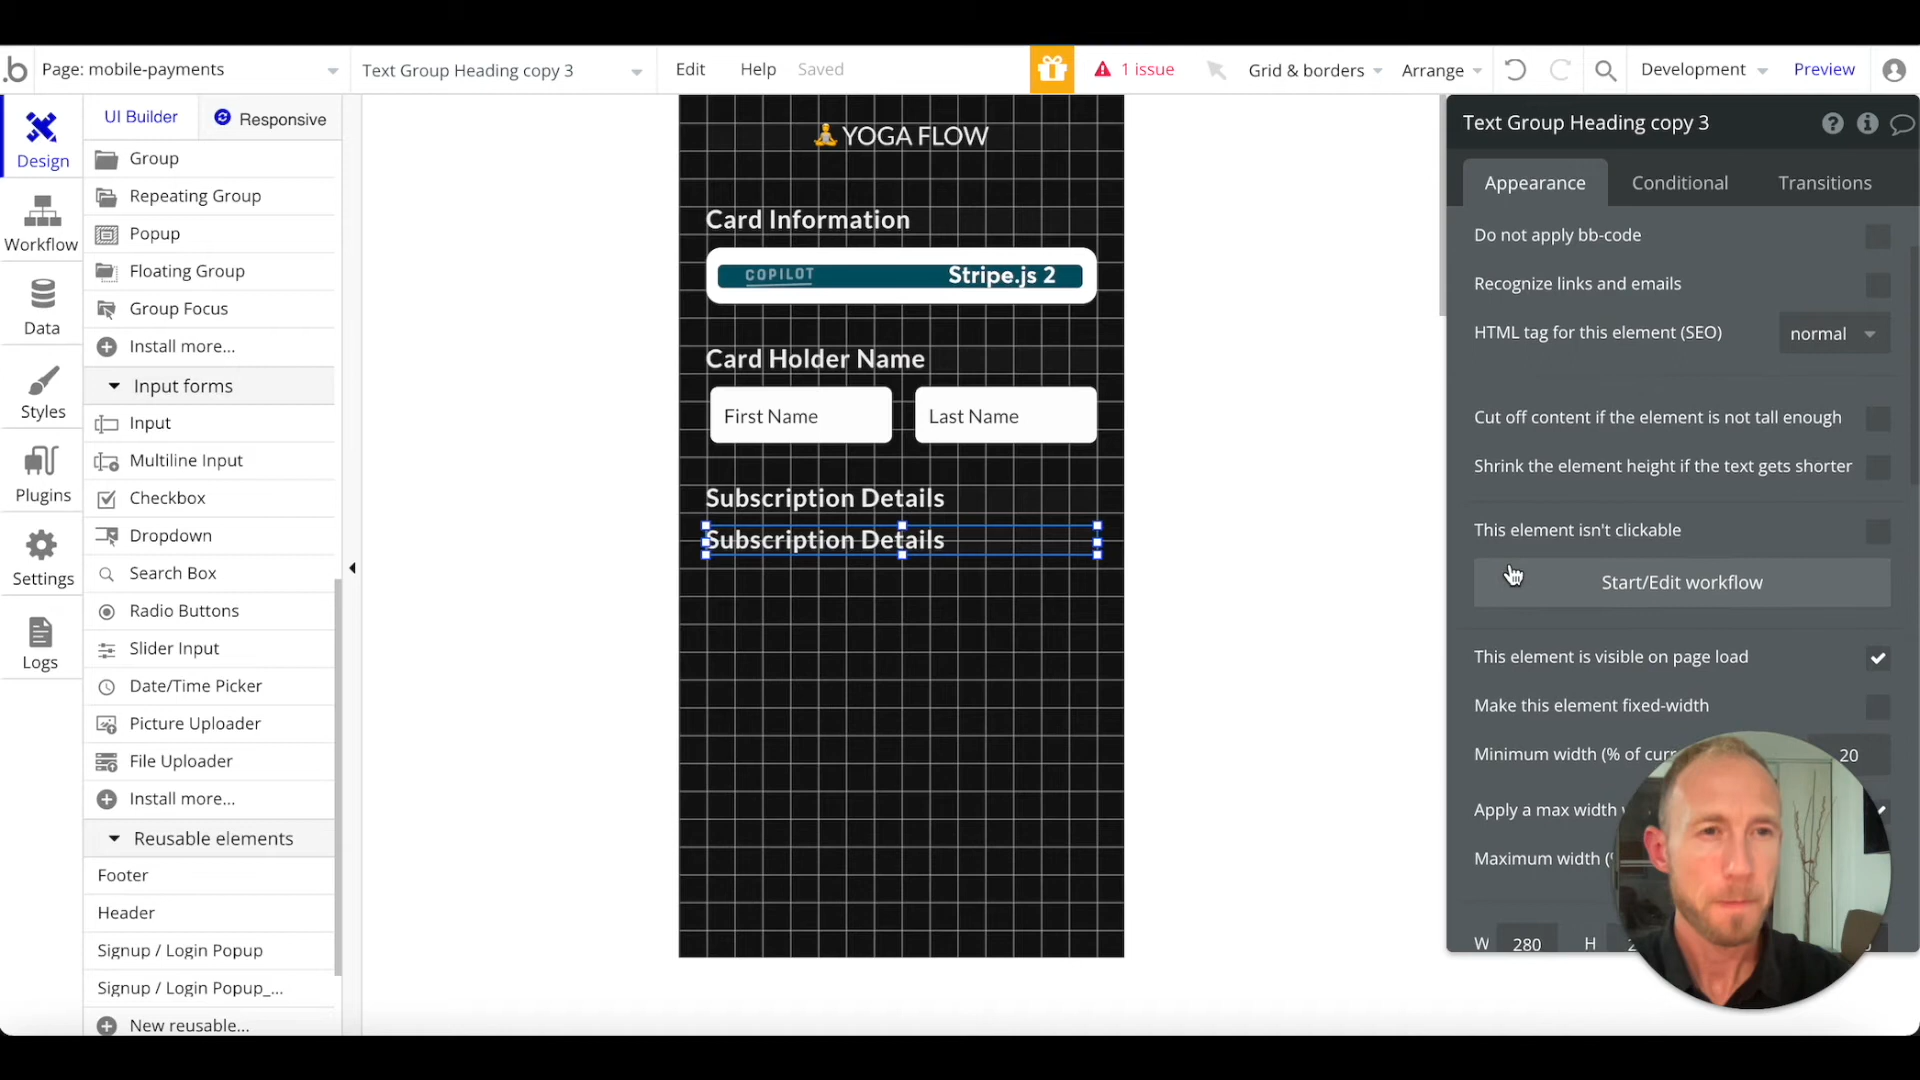 .b Page: mobile-payments Text Group Heading copy 3 Edit Help Saved 1 issue Grid & borders Arrange Development Preview
Design
Workflow
Data
Styles
Plugins
Settings
Logs
UI Builder Responsive
Group
Repeating Group
Popup
Floating Group
Group Focus
Install more...
Input forms
Input
Multiline Input
Checkbox
Dropdown
Search Box
Radio Buttons
Slider Input
Date/Time Picker
Picture Uploader
File Uploader
Install more...
Reusable elements
Footer
Header
Signup / Login Popup
Signup / Login Popup_...
New reusable...
YOGA FLOW
Card Information
COPILOT Stripe.js 2
Card Holder Name
First Name Last Name
Subscription Details
Subscription Details
Text Group Heading copy 3
Appearance Conditional Transitions
Do not apply bb-code
Recognize links and emails
HTML tag for this element (SEO) normal
Cut off content if the element is not tall enough
Shrink the element height if the text gets shorter
This element isn't clickable
Start/Edit workflow
This element is visible on page load
Make this element fixed-width
Minimum width (% of 20
Apply a max width
Maximum width (
W 280 H